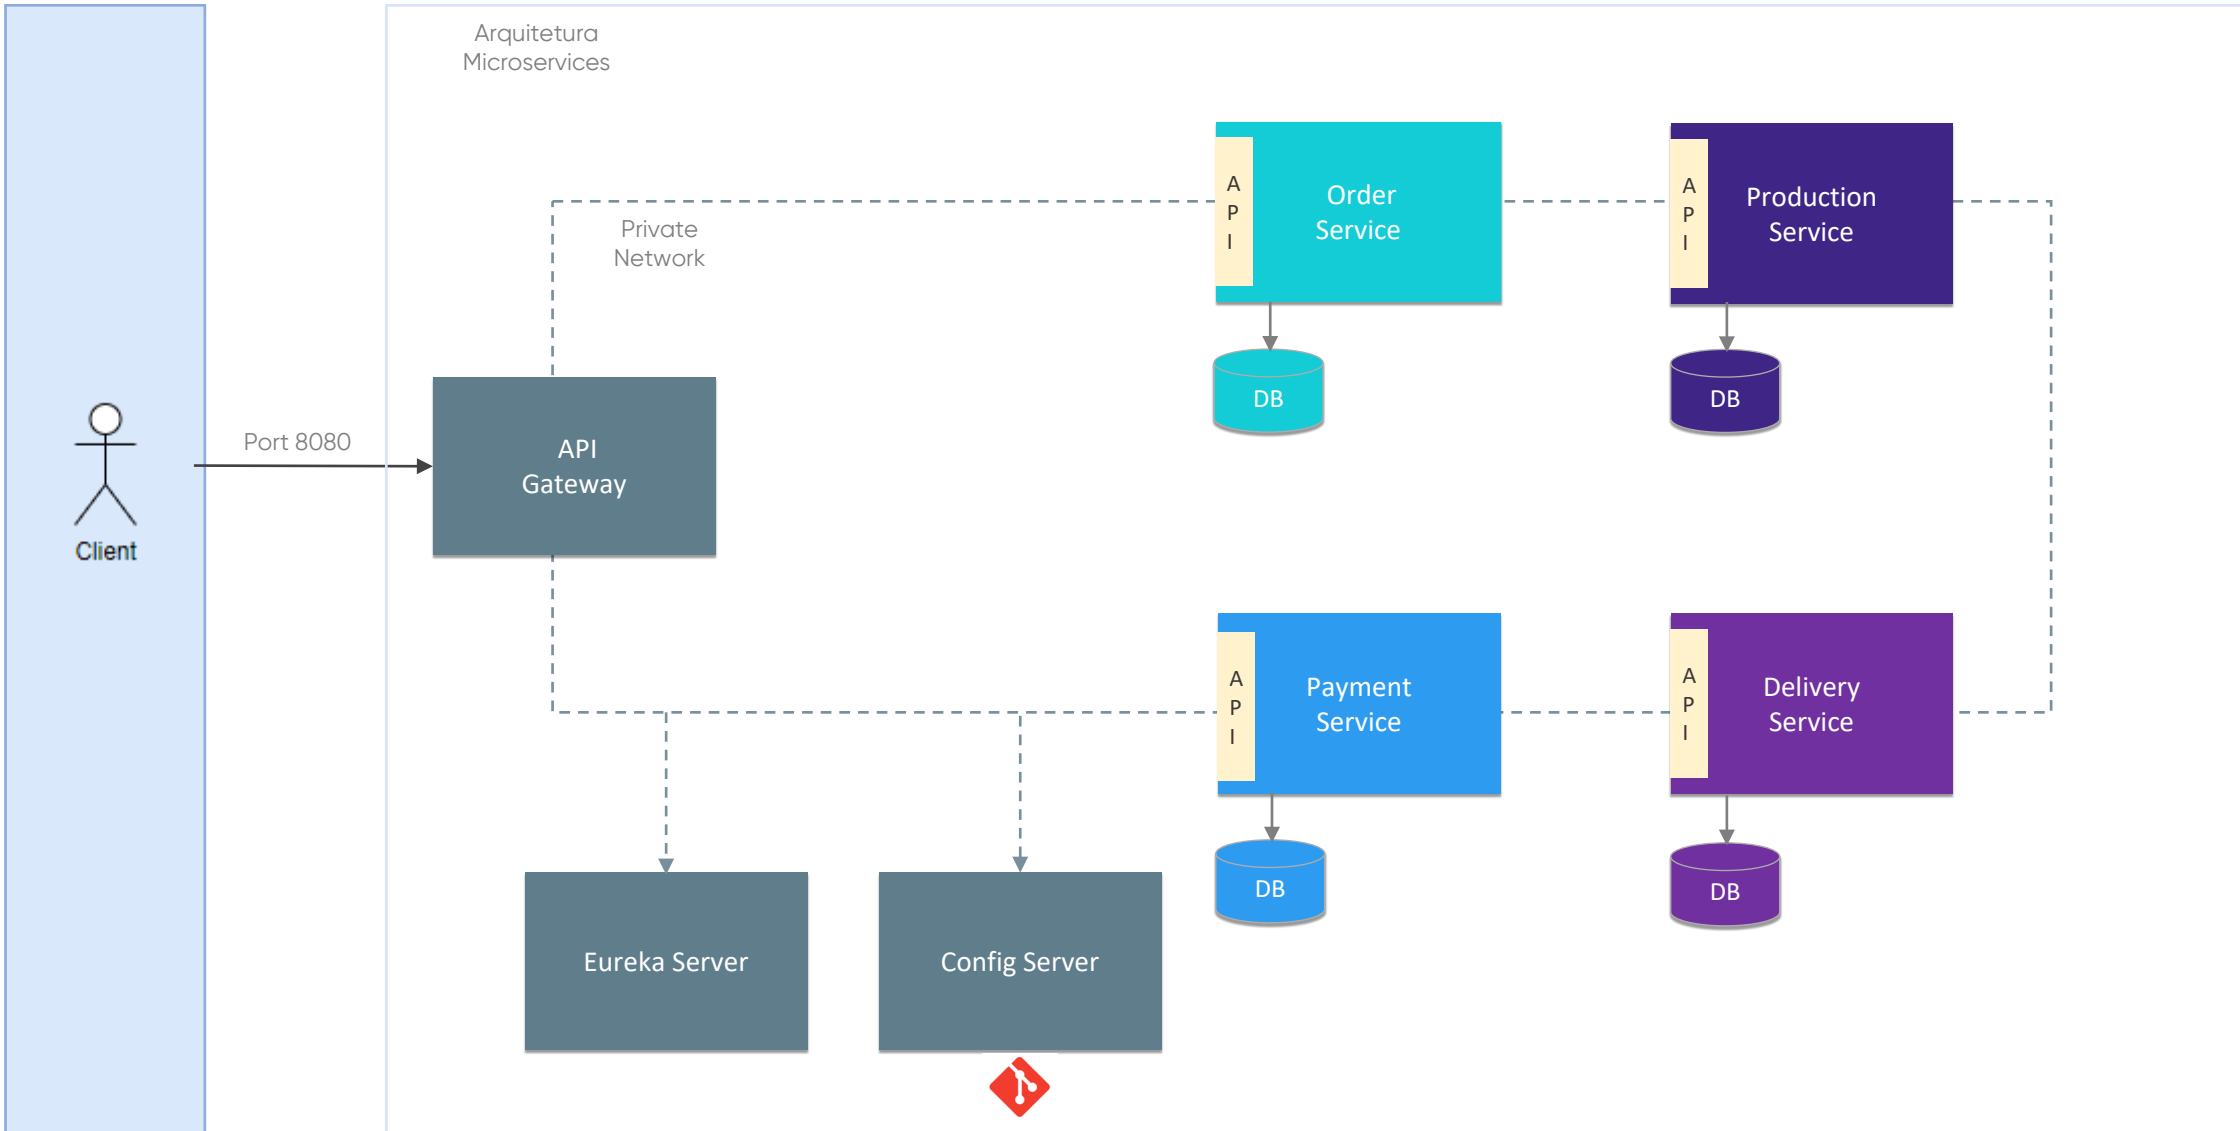 Arquitetura
Microservices
Private
Network
Port 8080
Client
API
Gateway
A
P
I
Order
Service
DB
A
P
I
Production
Service
DB
A
P
I
Payment
Service
DB
A
P
I
Delivery
Service
DB
Eureka Server
Config Server